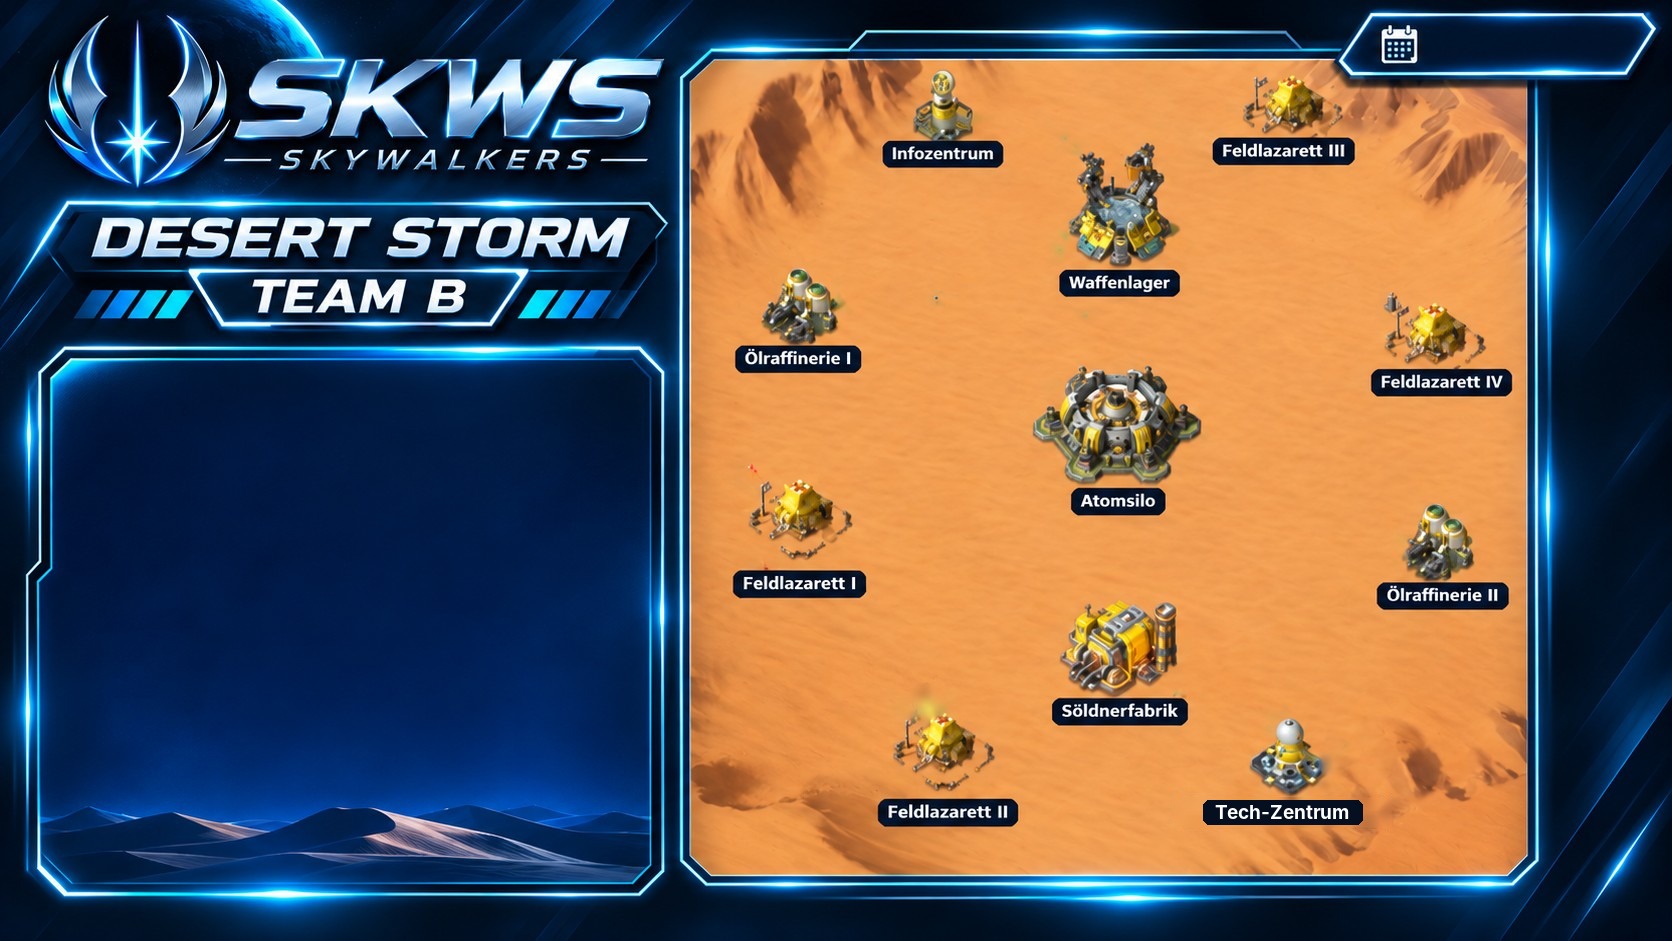 SKWS
SKYWALKERS
DESERT STORM
TEAM B
Infozentrum
Feldlazarett III
Waffenlager
Ölraffinerie I
Feldlazarett IV
Atomsilo
Feldlazarett I
Ölraffinerie II
Söldnerfabrik
Feldlazarett II
Tech-Zentrum